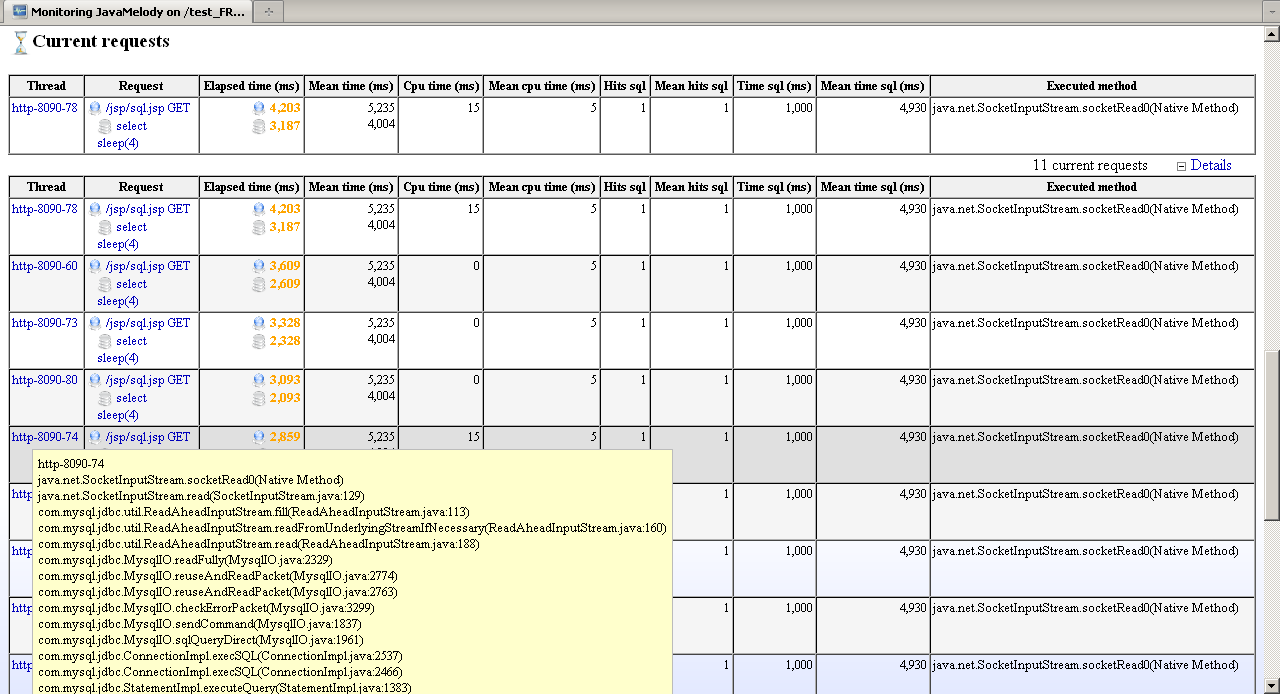 Monitoring JavaMelody on /test_FR...
Current requests
Thread Request Elapsed time (ms) Mean time (ms) Cpu time (ms) Mean cpu time (ms) Hits sql Mean hits sql Time sql (ms) Mean time sql (ms) Executed method
http-8090-78 /jsp/sql.jsp GET 4,203 5,235 15 5 1 1 1,000 4,930 java.net.SocketInputStream.socketRead0(Native Method)
select 3,187 4,004
sleep(4)
11 current requests Details
Thread Request Elapsed time (ms) Mean time (ms) Cpu time (ms) Mean cpu time (ms) Hits sql Mean hits sql Time sql (ms) Mean time sql (ms) Executed method
http-8090-78 /jsp/sql.jsp GET 4,203 5,235 15 5 1 1 1,000 4,930 java.net.SocketInputStream.socketRead0(Native Method)
select 3,187 4,004
sleep(4)
http-8090-60 /jsp/sql.jsp GET 3,609 5,235 0 5 1 1 1,000 4,930 java.net.SocketInputStream.socketRead0(Native Method)
select 2,609 4,004
sleep(4)
http-8090-73 /jsp/sql.jsp GET 3,328 5,235 0 5 1 1 1,000 4,930 java.net.SocketInputStream.socketRead0(Native Method)
select 2,328 4,004
sleep(4)
http-8090-80 /jsp/sql.jsp GET 3,093 5,235 0 5 1 1 1,000 4,930 java.net.SocketInputStream.socketRead0(Native Method)
select 2,093 4,004
sleep(4)
http-8090-74 /jsp/sql.jsp GET 2,859 5,235 15 5 1 1 1,000 4,930 java.net.SocketInputStream.socketRead0(Native Method)
http-8090-74
java.net.SocketInputStream.socketRead0(Native Method)
java.net.SocketInputStream.read(SocketInputStream.java:129)
com.mysql.jdbc.util.ReadAheadInputStream.fill(ReadAheadInputStream.java:113)
com.mysql.jdbc.util.ReadAheadInputStream.readFromUnderlyingStreamIfNecessary(ReadAheadInputStream.java:160)
com.mysql.jdbc.util.ReadAheadInputStream.read(ReadAheadInputStream.java:188)
com.mysql.jdbc.MysqlIO.readFully(MysqlIO.java:2329)
com.mysql.jdbc.MysqlIO.reuseAndReadPacket(MysqlIO.java:2774)
com.mysql.jdbc.MysqlIO.reuseAndReadPacket(MysqlIO.java:2763)
com.mysql.jdbc.MysqlIO.checkErrorPacket(MysqlIO.java:3299)
com.mysql.jdbc.MysqlIO.sendCommand(MysqlIO.java:1837)
com.mysql.jdbc.MysqlIO.sqlQueryDirect(MysqlIO.java:1961)
com.mysql.jdbc.ConnectionImpl.execSQL(ConnectionImpl.java:2537)
com.mysql.jdbc.ConnectionImpl.execSQL(ConnectionImpl.java:2466)
com.mysql.jdbc.StatementImpl.executeQuery(StatementImpl.java:1383)
http 1 1,000 4,930 java.net.SocketInputStream.socketRead0(Native Method)
http 1 1,000 4,930 java.net.SocketInputStream.socketRead0(Native Method)
http 1 1,000 4,930 java.net.SocketInputStream.socketRead0(Native Method)
http 1 1,000 4,930 java.net.SocketInputStream.socketRead0(Native Method)